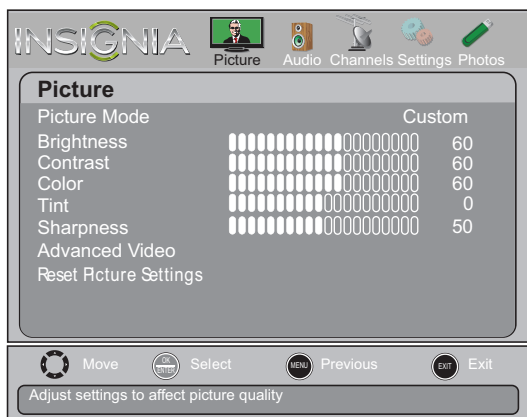 INSIGNIA
Picture Audio Channels Settings Photos
Picture
Picture Mode Custom
Brightness 60
Contrast 60
Color 60
Tint 0
Sharpness 50
Advanced Video
Reset Picture Settings
Move OK ENTER Select MENU Previous EXIT Exit
Adjust settings to affect picture quality